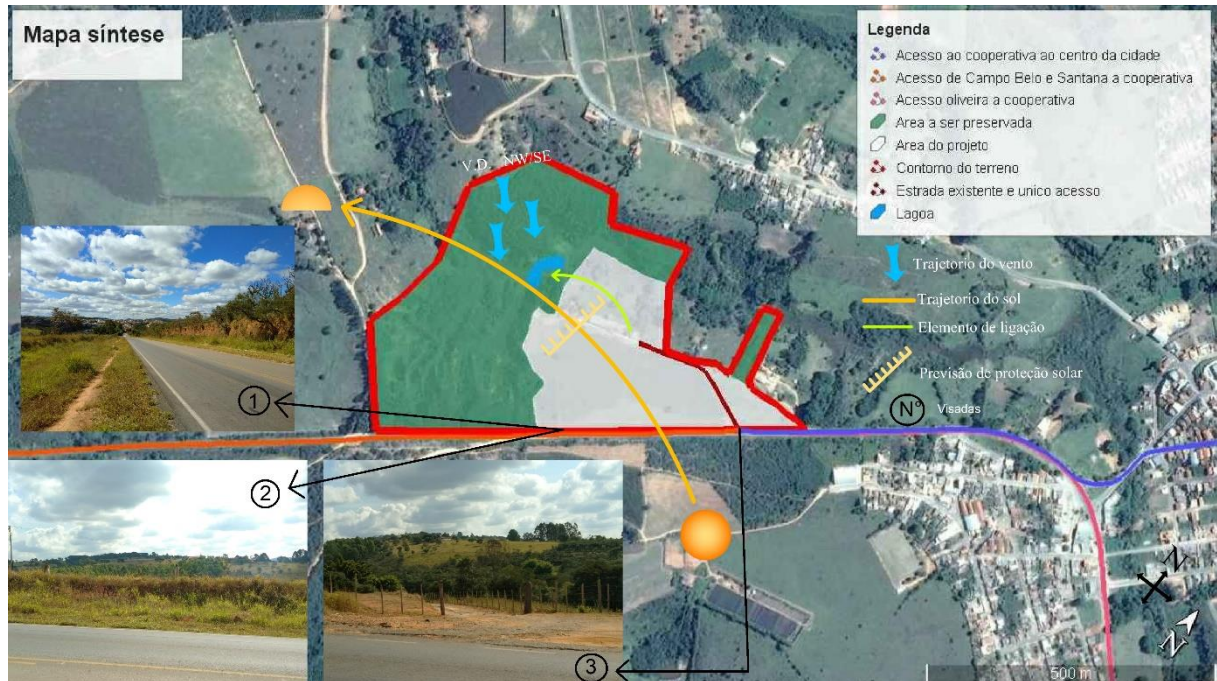 Mapa síntese
Legenda
Acesso ao cooperativa ao centro da cidade
Acesso de Campo Belo e Santana a cooperativa
Acesso oliveira a cooperativa
Area a ser preservada
Area do projeto
Contorno do terreno
Estrada existente e unico acesso
Lagoa
Trajetorio do vento
Trajetorio do sól
Elemento de ligação
Previsão de proteção solar
Nº Visadas
V.D. NW/SE
1
2
3
N
N
500 m